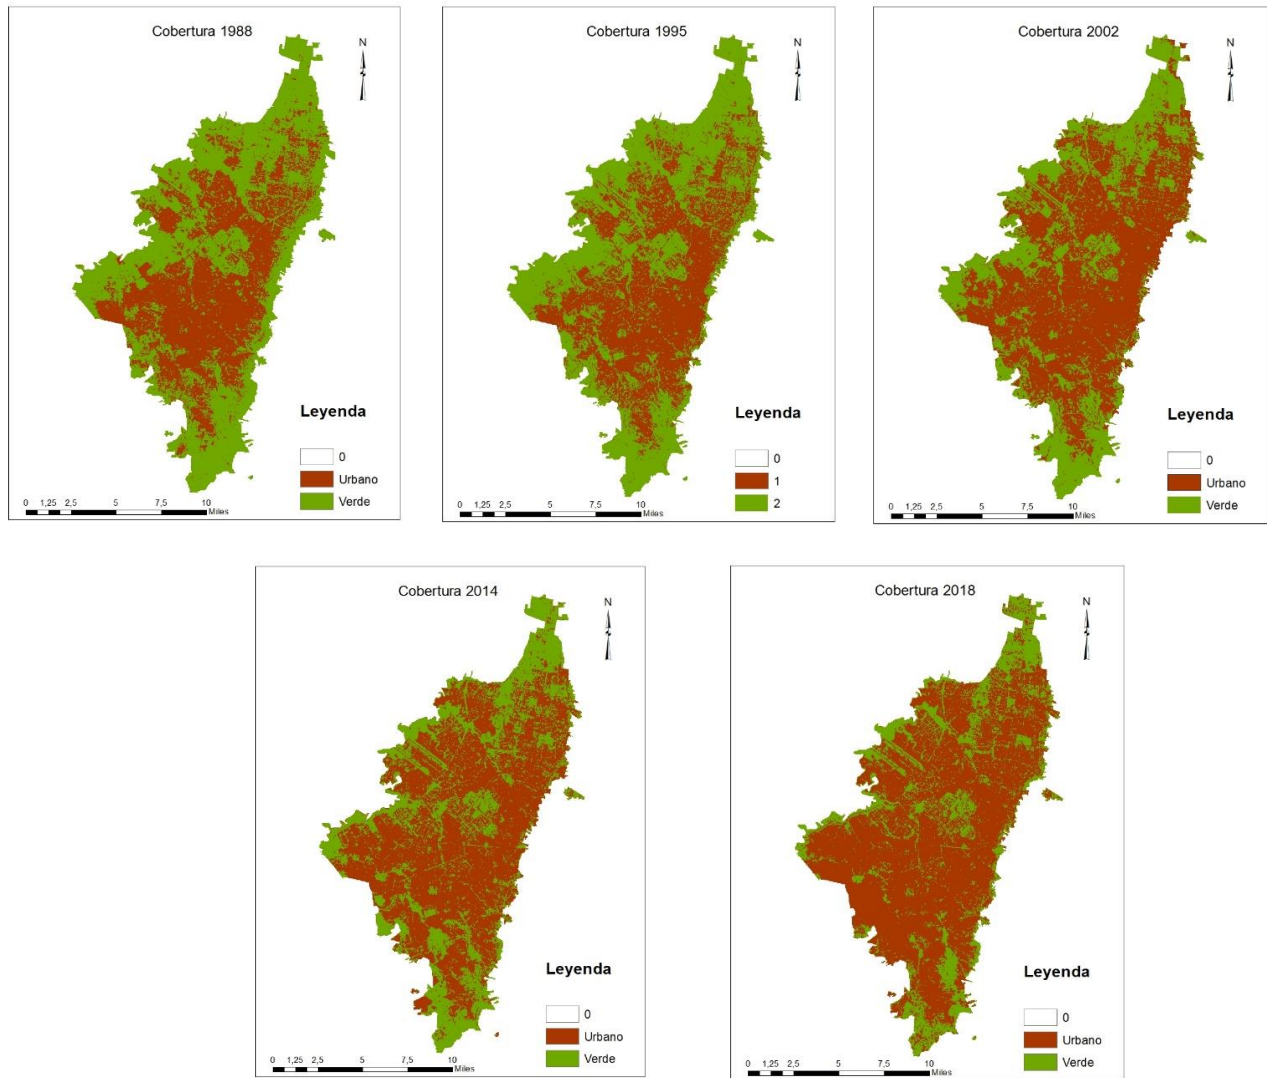 Cobertura 1988
N
Leyenda
0
Urbano
Verde
0 1,25 2,5 5 7,5 10
Miles
Cobertura 1995
N
Leyenda
0
1
2
0 1,25 2,5 5 7,5 10
Miles
Cobertura 2002
N
Leyenda
0
Urbano
Verde
0 1,25 2,5 5 7,5 10
Miles
Cobertura 2014
N
Leyenda
0
Urbano
Verde
0 1,25 2,5 5 7,5 10
Miles
Cobertura 2018
N
Leyenda
0
Urbano
Verde
0 1,25 2,5 5 7,5 10
Miles